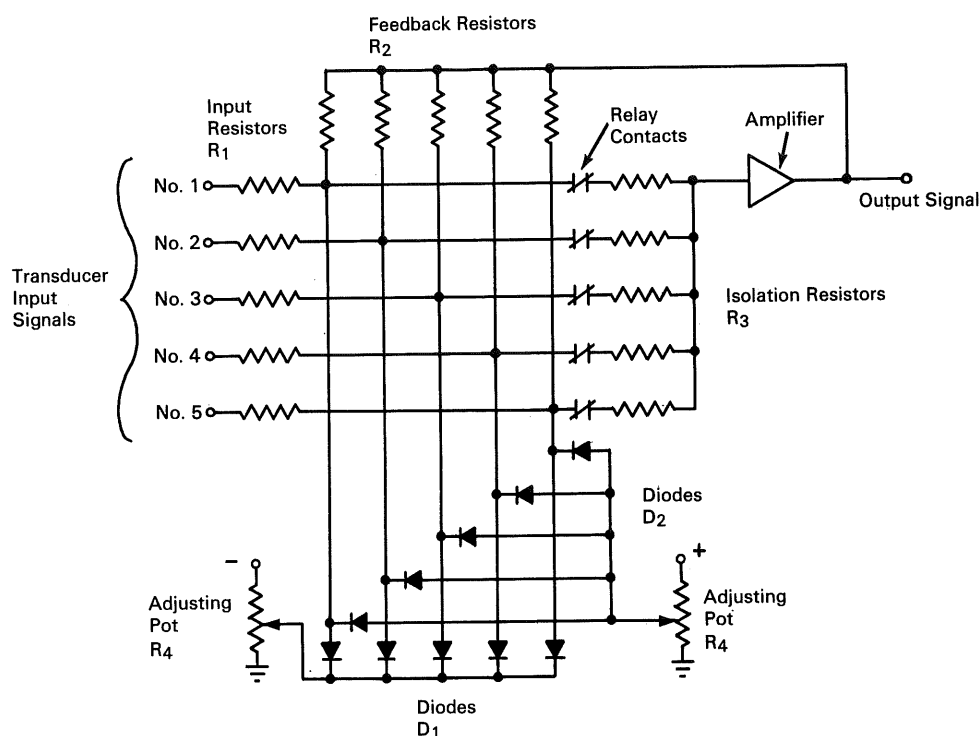 Feedback Resistors
R2
Input
Resistors
R1
Relay
Contacts
Amplifier
No. 1
Output Signal
No. 2
Transducer
Input
Signals
No. 3
Isolation Resistors
R3
No. 4
No. 5
Diodes
D2
-
+
Adjusting
Pot
R4
Adjusting
Pot
R4
Diodes
D1